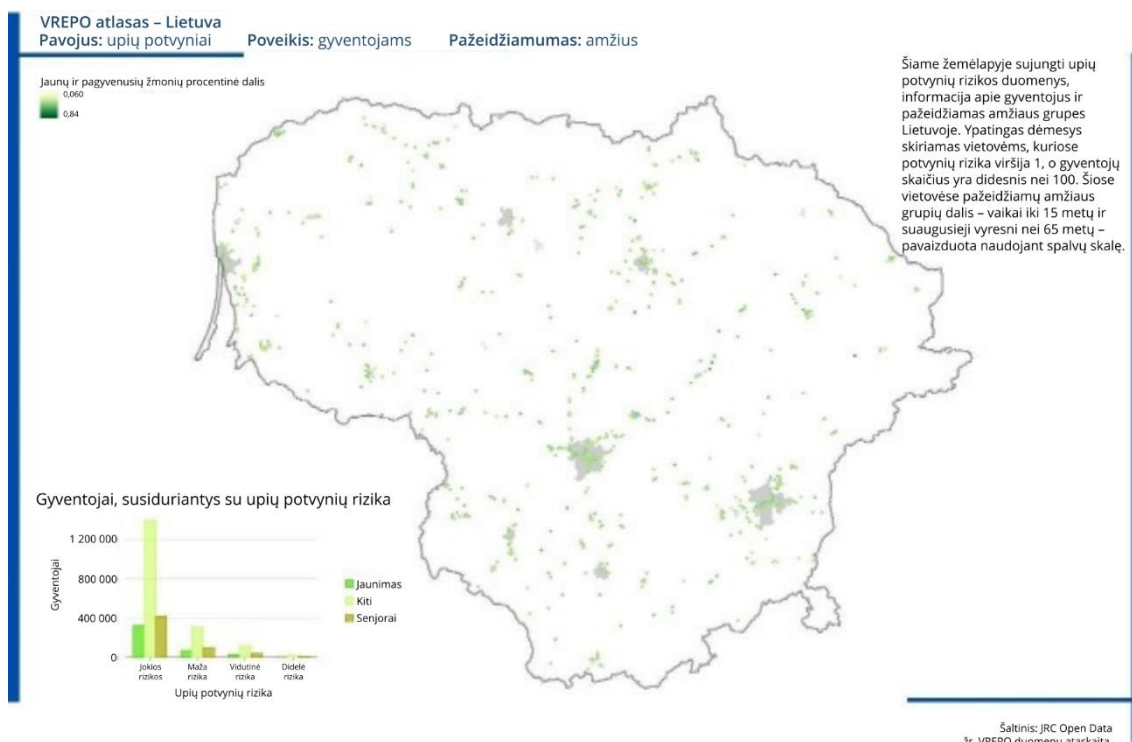 VREPO atlasas – Lietuva
Pavojus: upių potvyniai Poveikis: gyventojams Pažeidžiamumas: amžius
Jaunų ir pagyvenusių žmonių procentinė dalis
0,060
0,84
Šiame žemėlapyje sujungti upių
potvynių rizikos duomenys,
informacija apie gyventojus ir
pažeidžiamas amžiaus grupes
Lietuvoje. Ypatingas dėmesys
skiriamas vietovėms, kuriose
potvynių rizika viršija 1, o gyventojų
skaičius yra didesnis nei 100. Šiose
vietovėse pažeidžiamų amžiaus
grupių dalis – vaikai iki 15 metų ir
suaugusieji vyresni nei 65 metų –
pavaizduota naudojant spalvų skalę.
Gyventojai, susiduriantys su upių potvynių rizika
Gyventojai
1 200 000
800 000
400 000
0
Jokios rizikos
Maža rizika
Vidutinė rizika
Didelė rizika
Upių potvynių rizika
Jaunimas
Kiti
Senjorai
Šaltinis: JRC Open Data
žr. VREPO duomenų ataskaitą